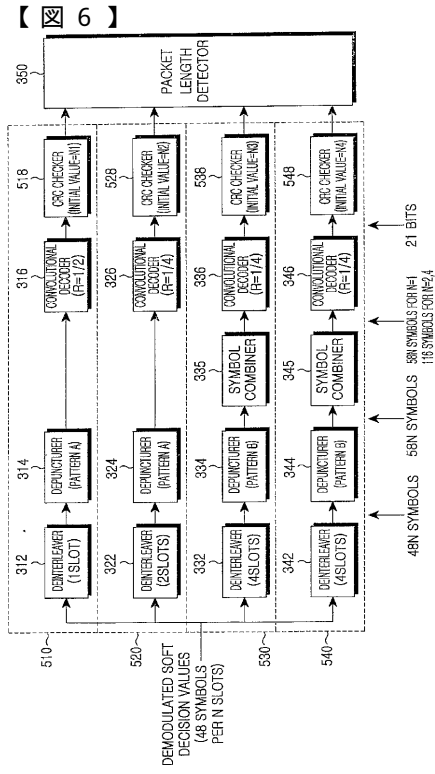 【図6】
350
PACKET
LENGTH
DETECTOR
518
CRC CHECKER
(INITIAL VALUE=N1)
528
CRC CHECKER
(INITIAL VALUE=N2)
538
CRC CHECKER
(INITIAL VALUE=N3)
548
CRC CHECKER
(INITIAL VALUE=N4)
316
CONVOLUTIONAL
DECODER
(R=1/2)
326
CONVOLUTIONAL
DECODER
(R=1/4)
336
CONVOLUTIONAL
DECODER
(R=1/4)
346
CONVOLUTIONAL
DECODER
(R=1/4)
335
SYMBOL
COMBINER
345
SYMBOL
COMBINER
314
DEPUNCTURER
(PATTERN A)
324
DEPUNCTURER
(PATTERN A)
334
DEPUNCTURER
(PATTERN B)
344
DEPUNCTURER
(PATTERN B)
312
DEINTERLEAVER
(1SLOT)
322
DEINTERLEAVER
(2SLOTS)
332
DEINTERLEAVER
(4SLOTS)
342
DEINTERLEAVER
(4SLOTS)
510
520
530
540
DEMODULATED SOFT
DECISION VALUES
(48 SYMBOLS
PER N SLOTS)
48N SYMBOLS
58N SYMBOLS
58N SYMBOLS FOR N=1
116 SYMBOLS FOR N=2,4
21 BITS